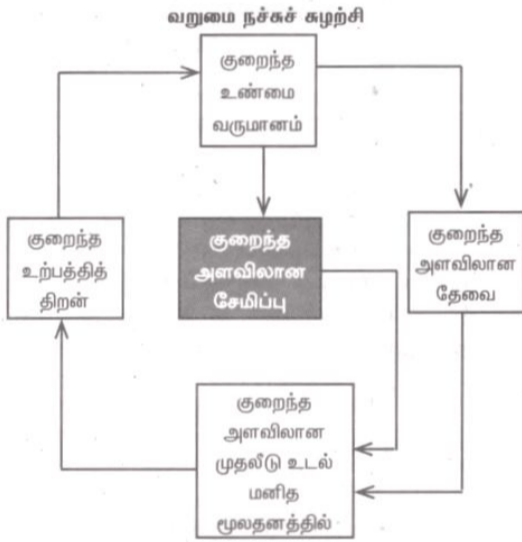 வறுமை நச்சுச் சுழற்சி
குறைந்த
உண்மை
வருமானம்
குறைந்த
உற்பத்தித்
திறன்
குறைந்த
அளவிலான
சேமிப்பு
குறைந்த
அளவிலான
தேவை
குறைந்த
அளவிலான
முதலீடு உடல்
மனித
மூலதனத்தில்